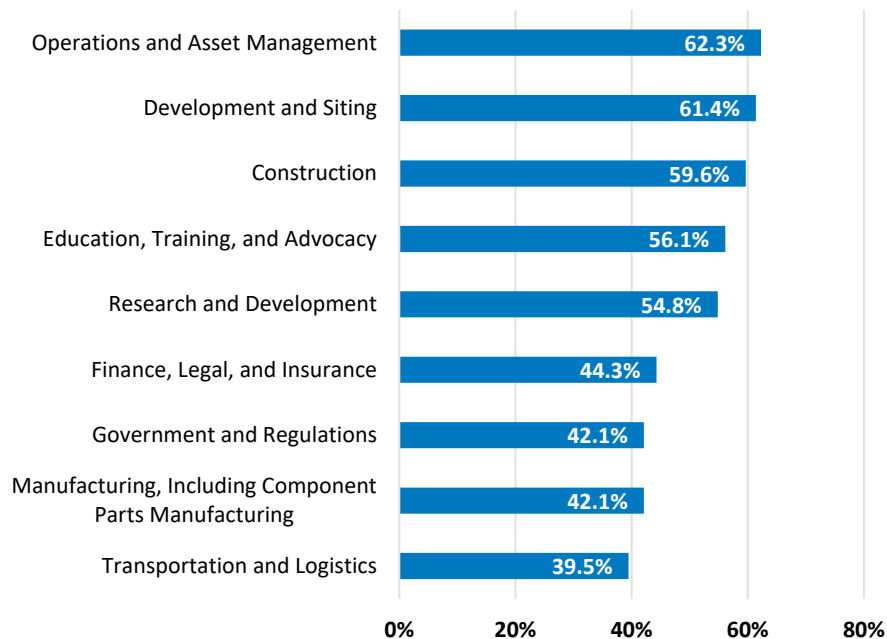 Operations and Asset Management
62.3%
Development and Siting
61.4%
Construction
59.6%
Education, Training, and Advocacy
56.1%
Research and Development
54.8%
Finance, Legal, and Insurance
44.3%
Government and Regulations
42.1%
Manufacturing, Including Component
Parts Manufacturing
42.1%
Transportation and Logistics
39.5%
0%
20%
40%
60%
80%